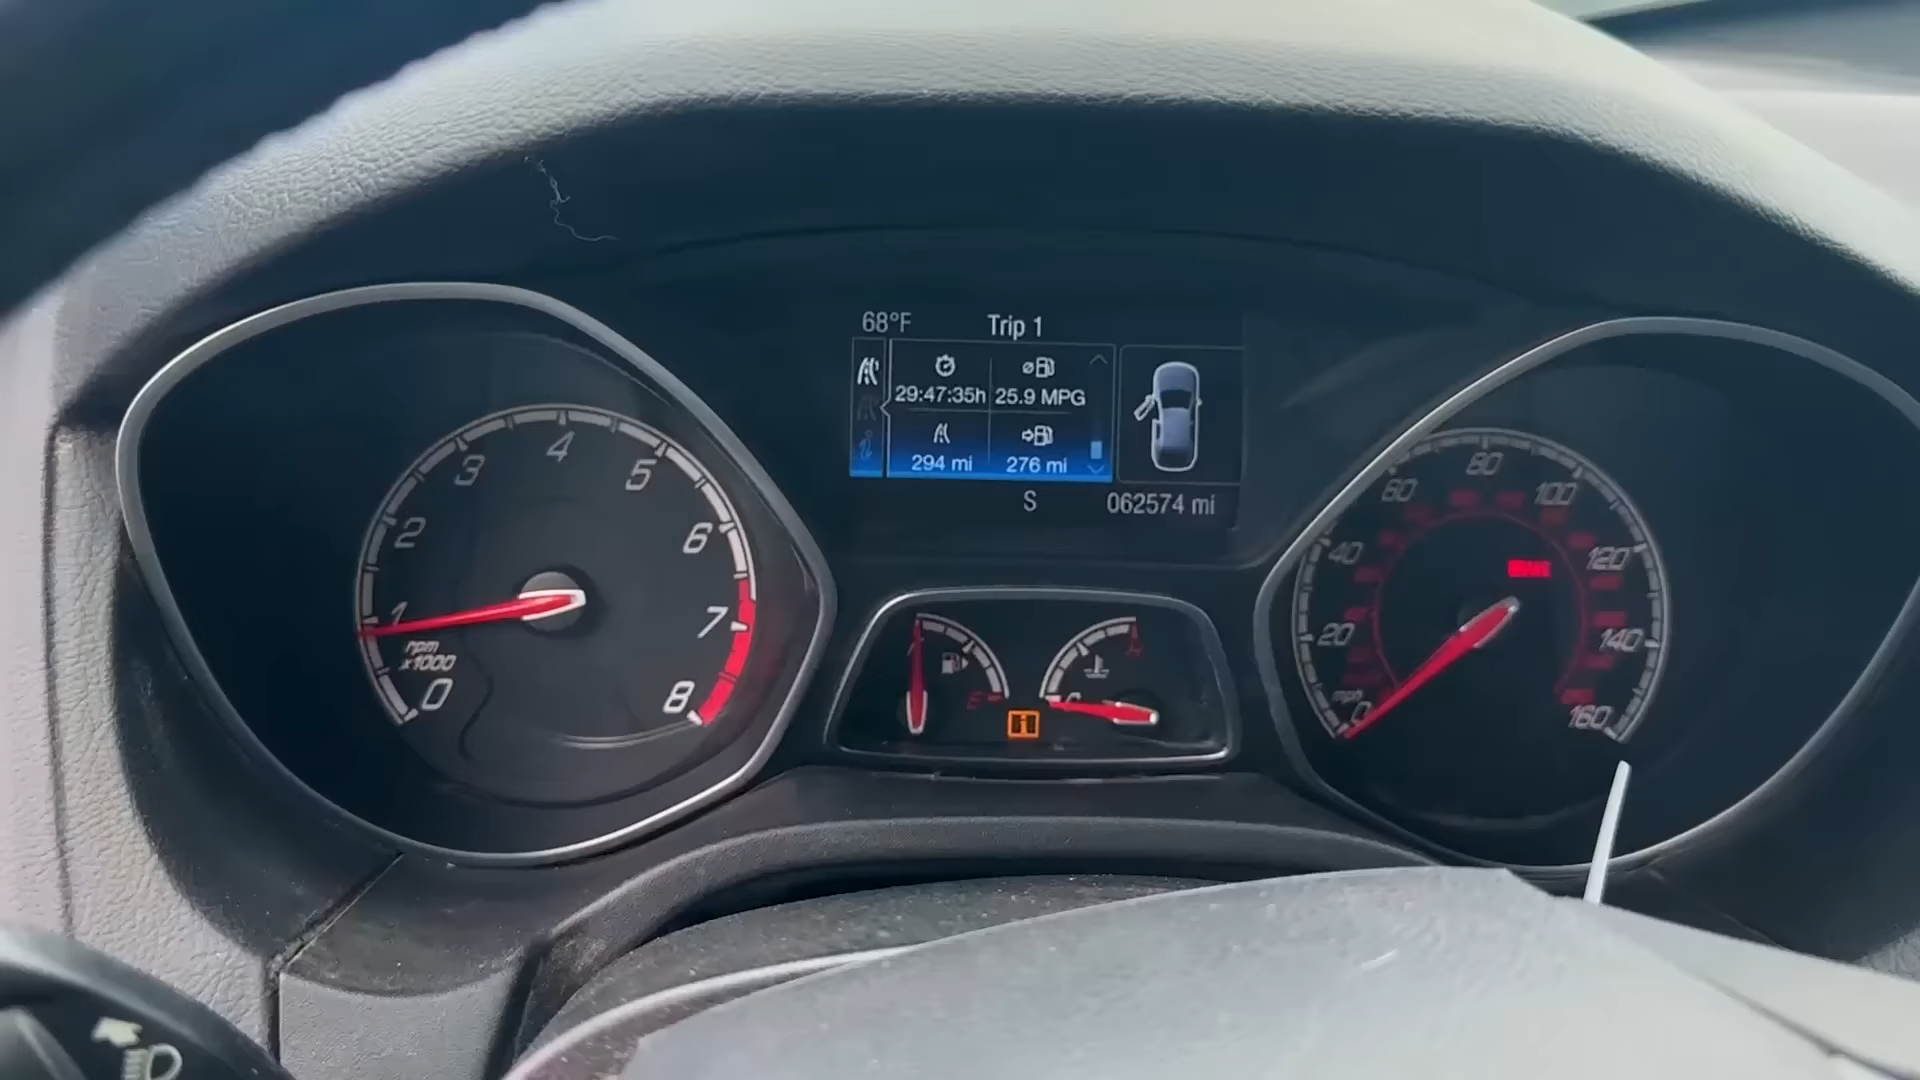 68°F Trip 1
29:47:35h 25.9 MPG
294 mi 276 mi
S 062574 mi
0 1 2 3 4 5 6 7 8
rpm
x1000
E
C
0 20 40 60 80 100 120 140 160
mph
BRAKE